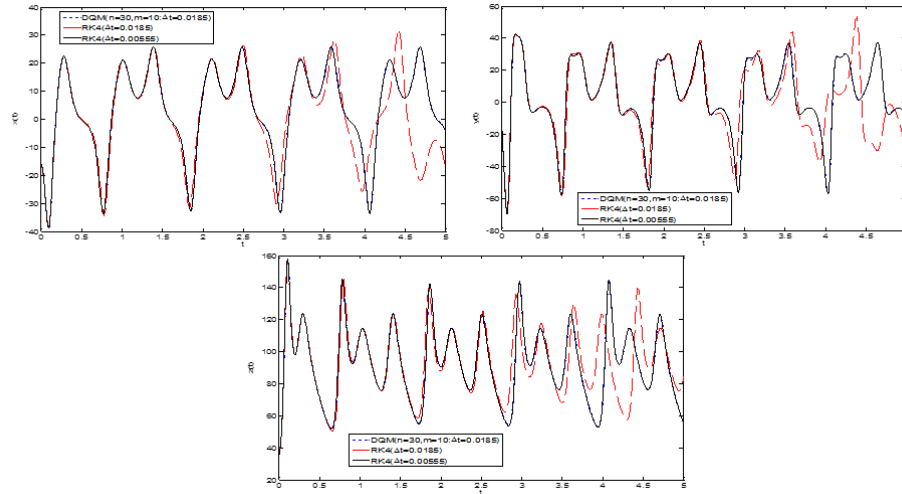 40
30
20
10
0
-10
-20
-30
-40
x(t)
DQM(n=30,m=10:Δt=0.0185)
RK4(Δt=0.0185)
RK4(Δt=0.00555)
0 0.5 1 1.5 2 2.5 3 3.5 4 4.5 5
t
60
40
20
0
-20
-40
-60
-80
y(t)
DQM(n=30,m=10:Δt=0.0185)
RK4(Δt=0.0185)
RK4(Δt=0.00555)
0 0.5 1 1.5 2 2.5 3 3.5 4 4.5
t
160
140
120
100
80
60
40
20
z(t)
DQM(n=30,m=10:Δt=0.0185)
RK4(Δt=0.0185)
RK4(Δt=0.00555)
0 0.5 1 1.5 2 2.5 3 3.5 4 4.5 5
t